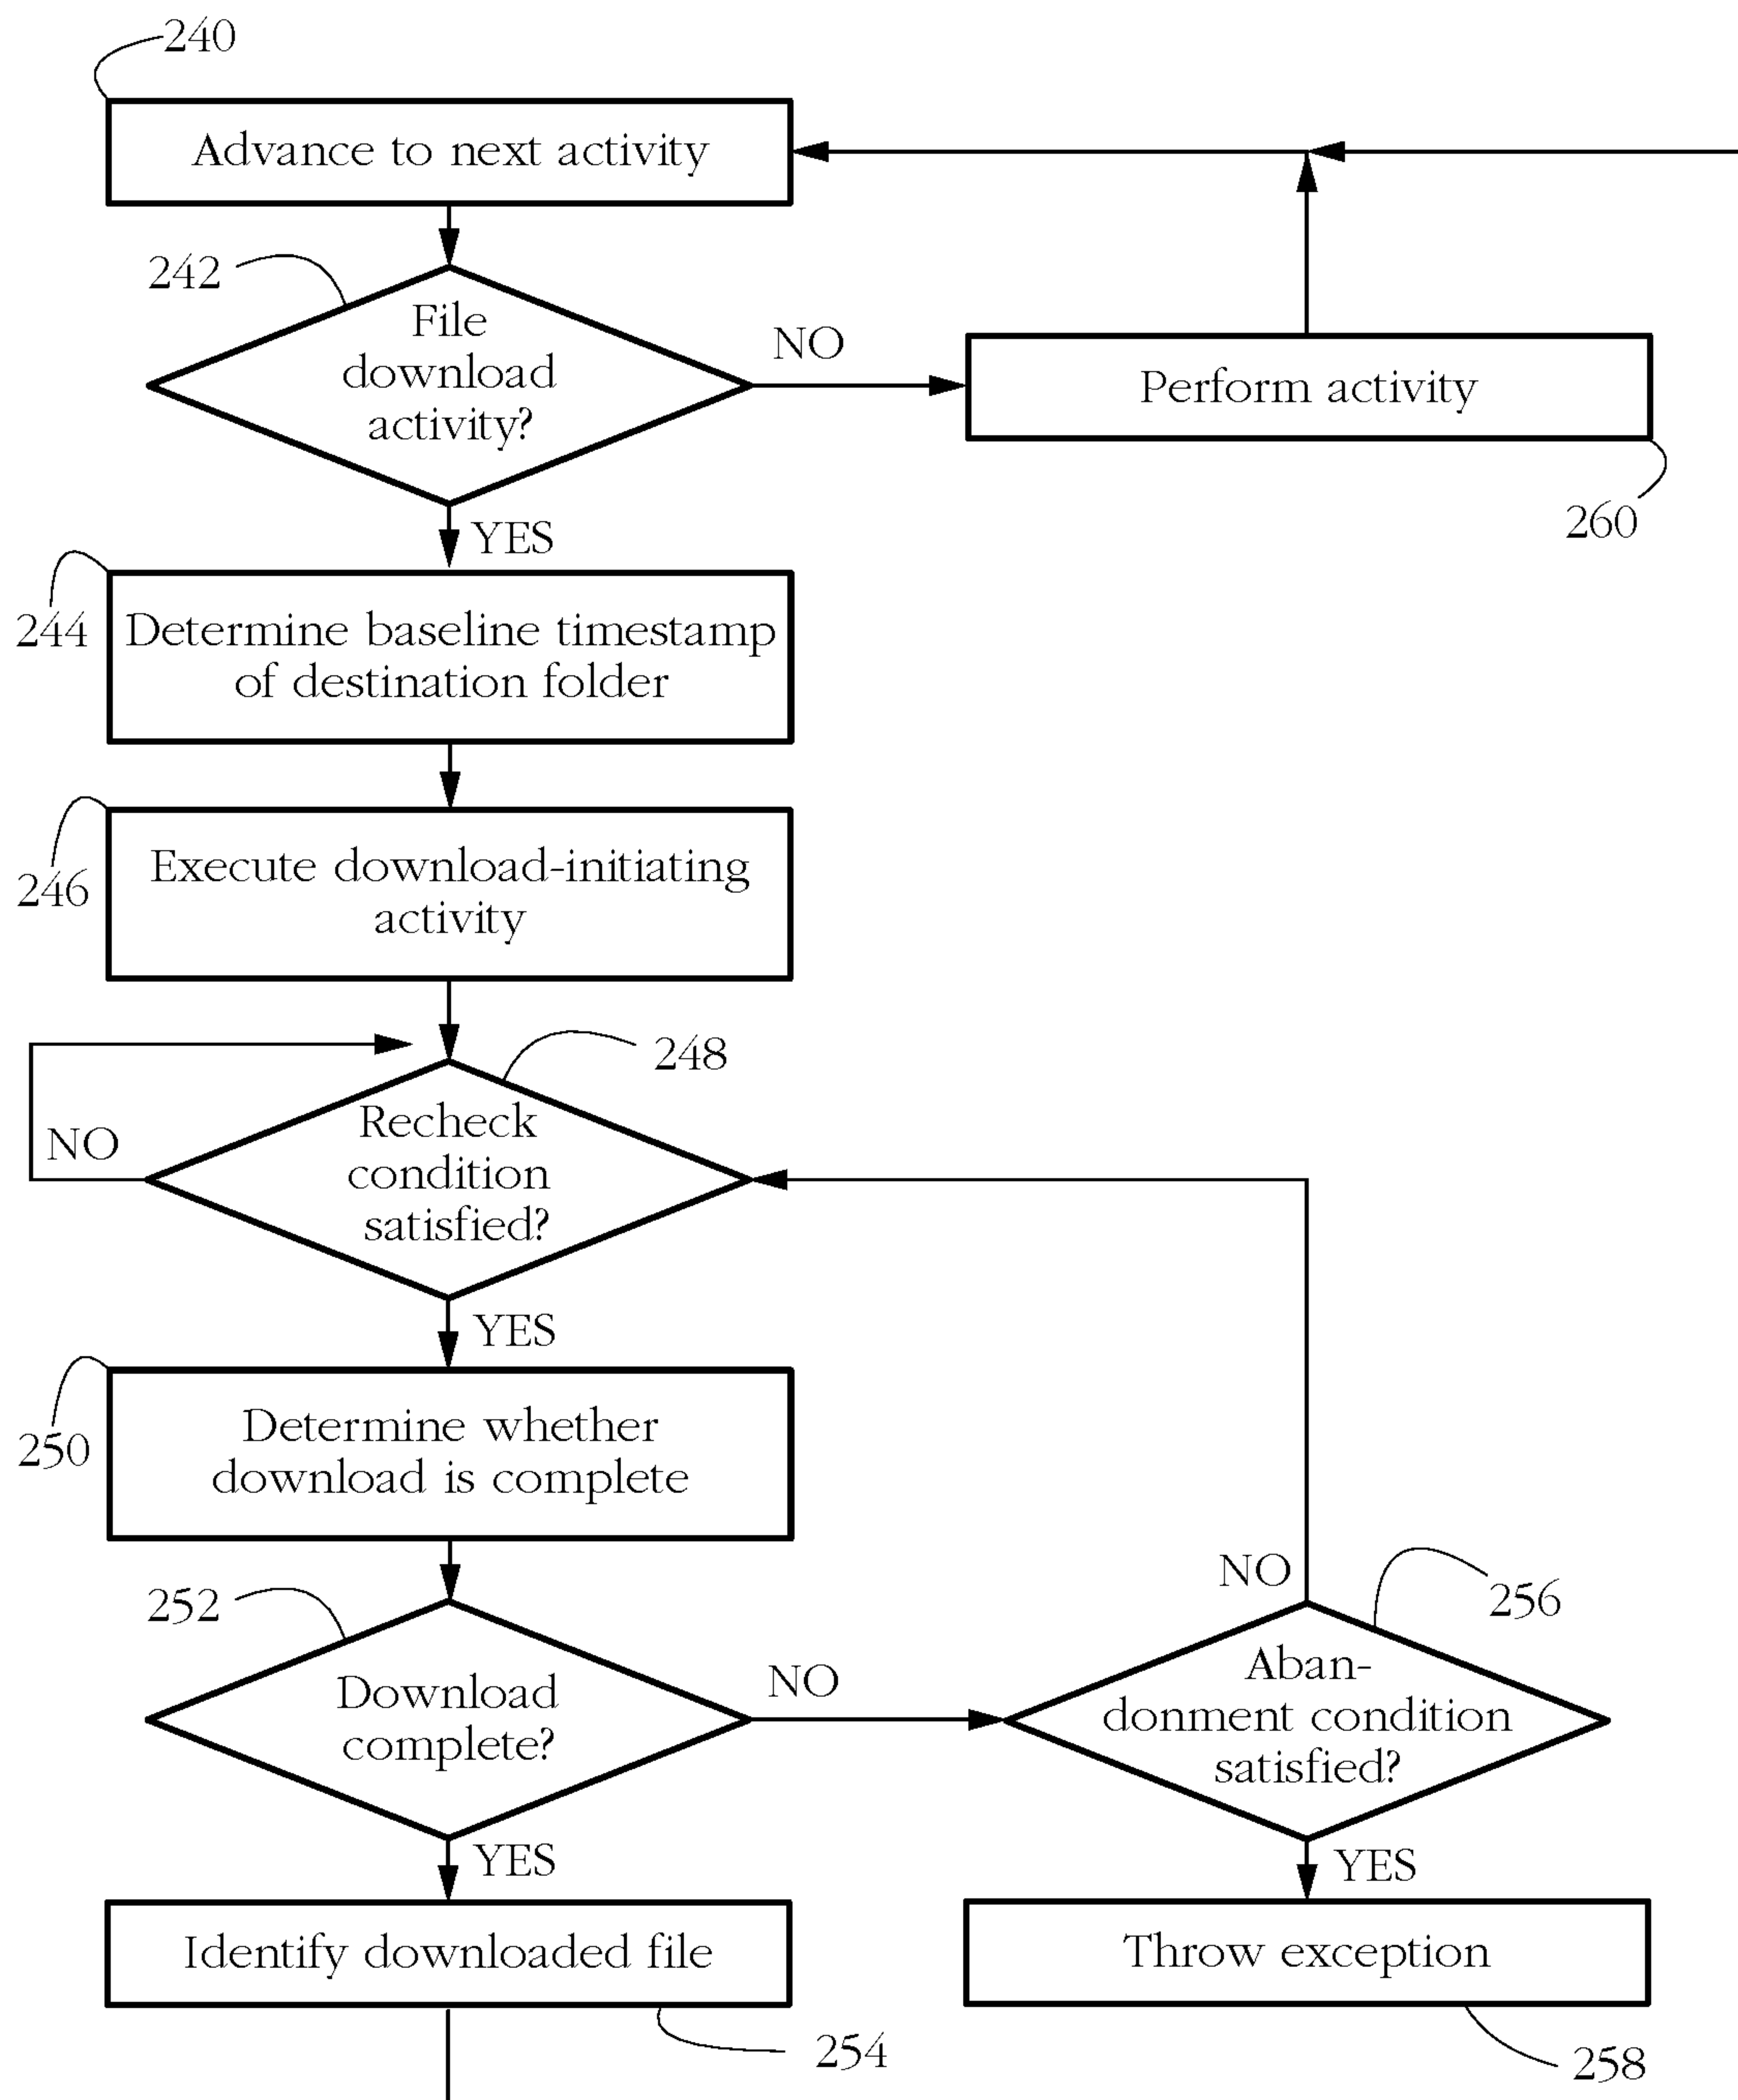 240
Advance to next activity
242
File
download
activity?
NO
Perform activity
260
YES
244
Determine baseline timestamp
of destination folder
246
Execute download-initiating
activity
248
Recheck
condition
satisfied?
NO
YES
250
Determine whether
download is complete
252
Download
complete?
NO
NO
256
Aban-
donment condition
satisfied?
YES
YES
Identify downloaded file
Throw exception
254
258